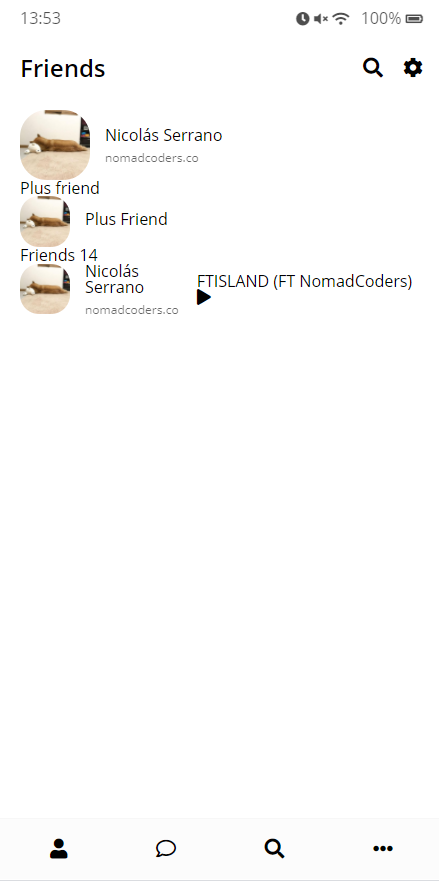 13:53
100%
Friends
Nicolás Serrano
nomadcoders.co
Plus friend
Plus Friend
Friends 14
Nicolás
Serrano
nomadcoders.co
FTISLAND (FT NomadCoders)